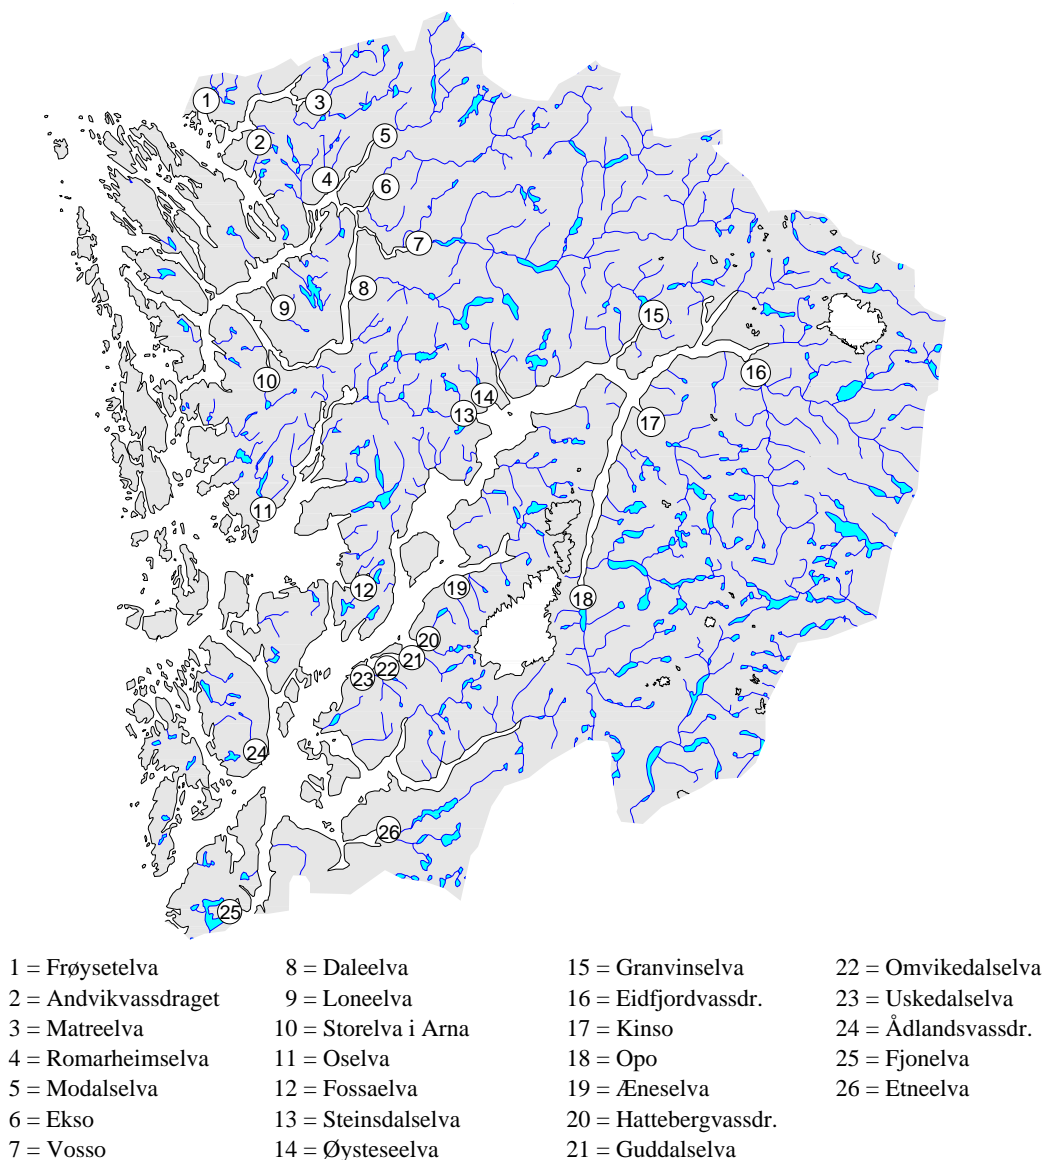 1
3
5
2
4
6
7
8
9
15
10
16
14
13
17
11
12
19
18
20
21
22
23
24
26
25
1 = Frøysetelva
2 = Andvikvassdraget
3 = Matreelva
4 = Romarheimselva
5 = Modalselva
6 = Ekso
7 = Vosso
8 = Daleelva
9 = Loneelva
10 = Storelva i Arna
11 = Oselva
12 = Fossaelva
13 = Steinsdalselva
14 = Øysteseelva
15 = Granvinselva
16 = Eidfjordvassdr.
17 = Kinso
18 = Opo
19 = Æneselva
20 = Hattebergvassdr.
21 = Guddalselva
22 = Omvikedalselva
23 = Uskedalselva
24 = Ådlandsvassdr.
25 = Fjonelva
26 = Etneelva